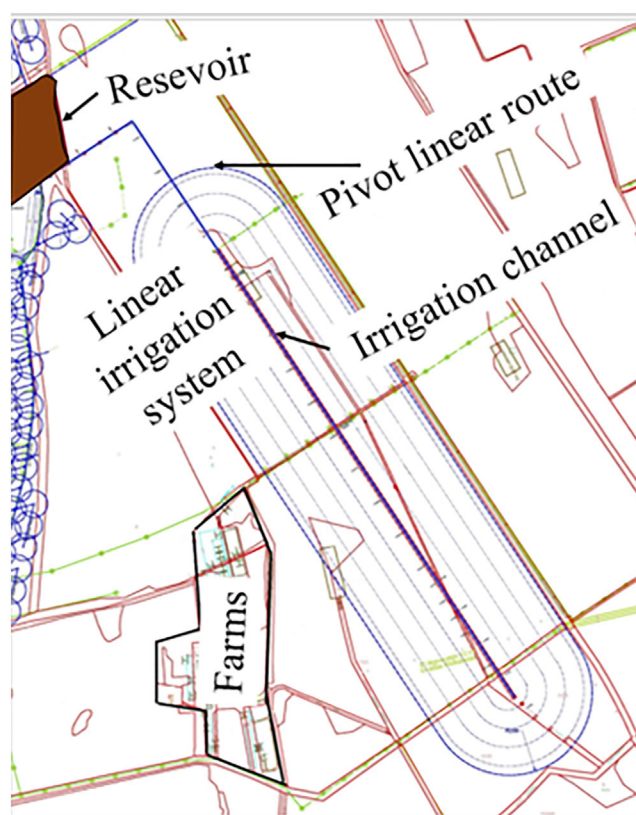 Resevoir
Pivot linear route
Irrigation channel
Linear
irrigation
system
Farms